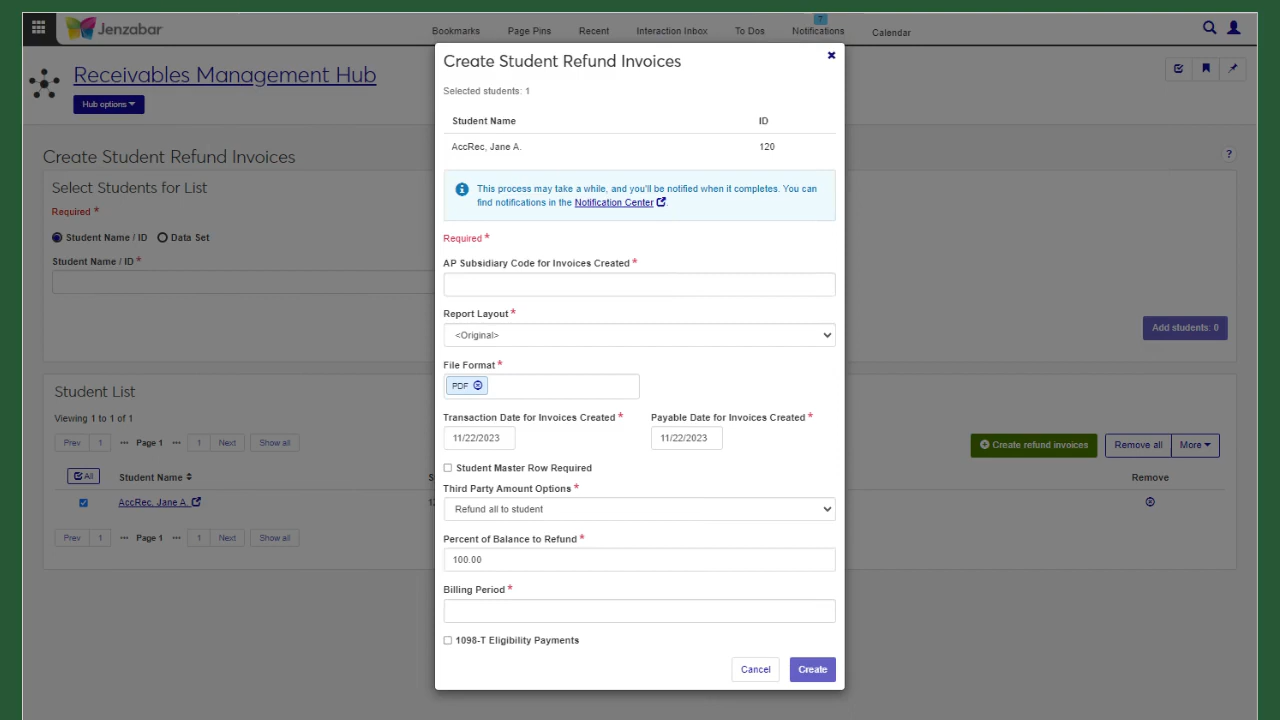 Jenzabar
Bookmarks
Page Pins
Recent
Interaction Inbox
To Dos
7
Notifications
Calendar
Receivables Management Hub
Hub options
Create Student Refund Invoices
?
Select Students for List
Required *
Student Name / ID
Data Set
Student Name / ID *
Add students: 0
Student List
Viewing 1 to 1 of 1
Prev 1 ... Page 1 ... 1 Next Show all
Create refund invoices
Remove all
More
All
Student Name
Remove
AccRec, Jane A.
Prev 1 ... Page 1 ... 1 Next Show all
Create Student Refund Invoices
Selected students: 1
Student Name ID
AccRec, Jane A. 120
This process may take a while, and you'll be notified when it completes. You can
find notifications in the Notification Center.
Required *
AP Subsidiary Code for Invoices Created *
Report Layout *
<Original>
File Format *
PDF
Transaction Date for Invoices Created * Payable Date for Invoices Created *
11/22/2023 11/22/2023
Student Master Row Required
Third Party Amount Options *
Refund all to student
Percent of Balance to Refund *
100.00
Billing Period *
1098-T Eligibility Payments
Cancel Create